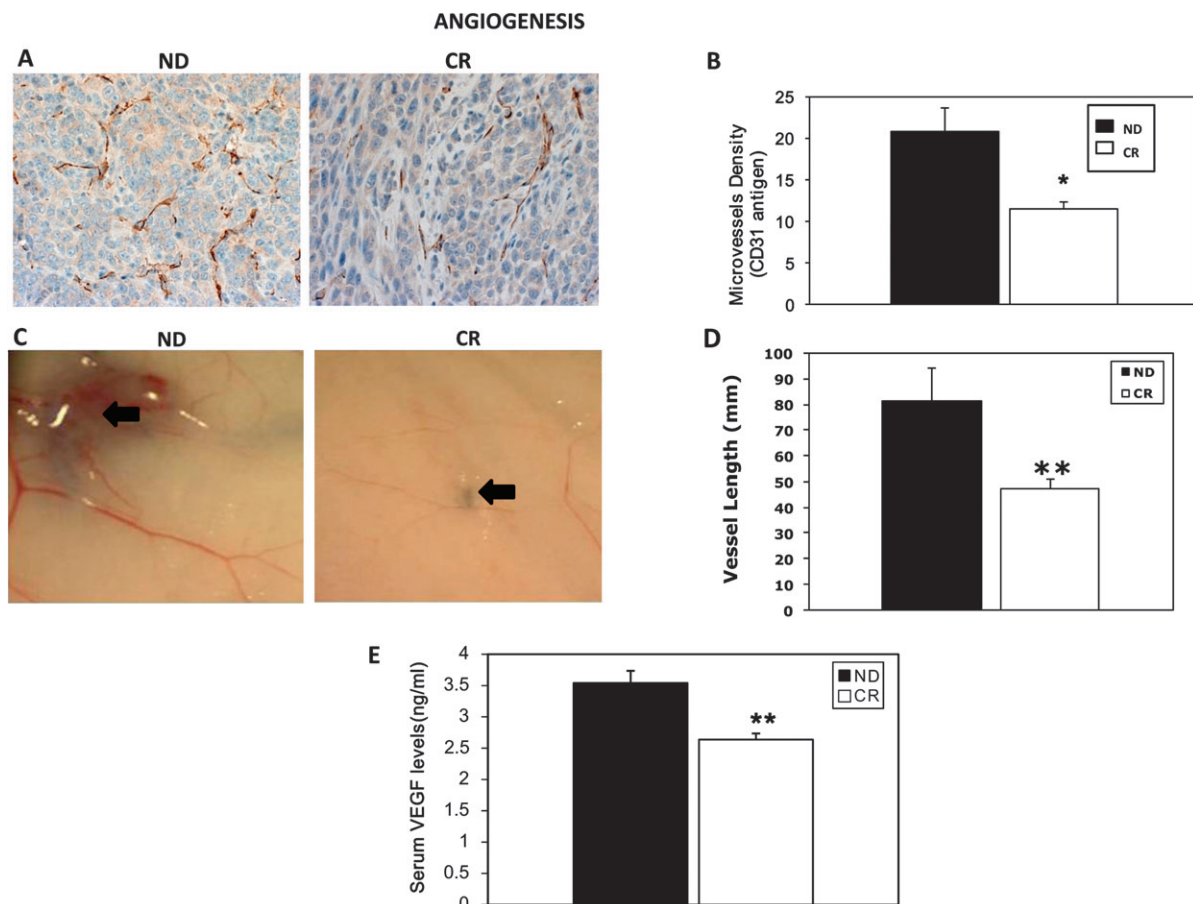 ANGIOGENESIS
A
ND
CR
B
Microvessels Density
(CD31 antigen)
25
20
15
10
5
0
*
ND
CR
C
ND
CR
D
Vessel Length (mm)
100
90
80
70
60
50
40
30
20
10
0
**
ND
CR
E
Serum VEGF levels(ng/ml)
4
3.5
3
2.5
2
1.5
1
0.5
0
**
ND
CR